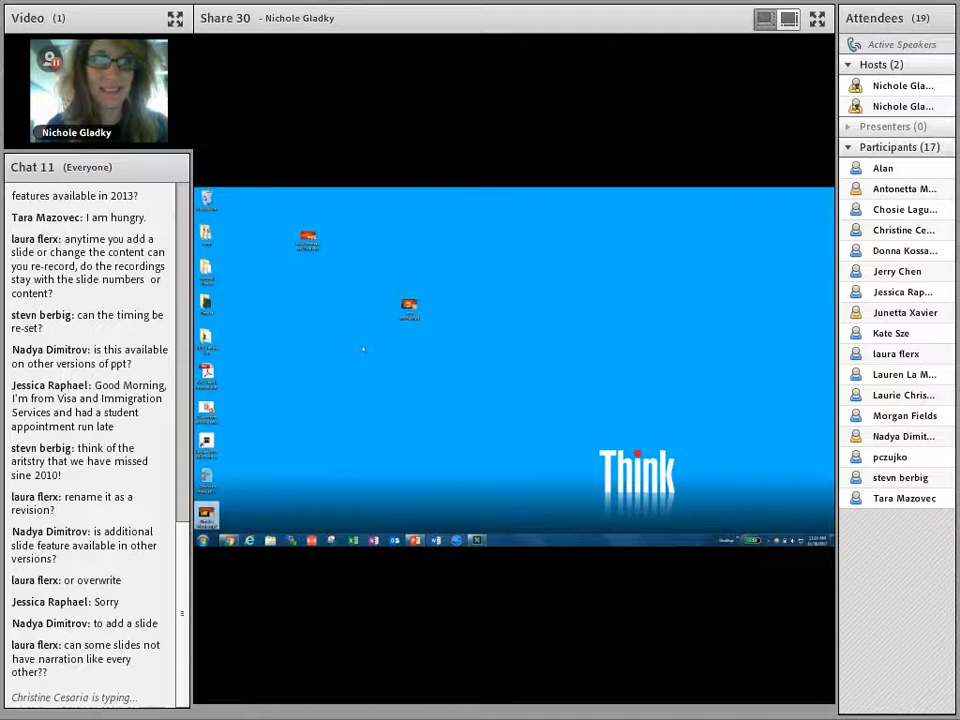 Video (1)
Nichole Gladky
Chat 11 (Everyone)
features available in 2013?
Tara Mazovec: I am hungry.
laura flerx: anytime you add a
slide or change the content can
you re-record, do the recordings
stay with the slide numbers or
content?
stevn berbig: can the timing be
re-set?
Nadya Dimitrov: is this available
on other versions of ppt?
Jessica Raphael: Good Morning,
I'm from Visa and Immigration
Services and had a student
appointment run late
stevn berbig: think of the
aritstry that we have missed
sine 2010!
laura flerx: rename it as a
revision?
Nadya Dimitrov: is additional
slide feature available in other
versions?
laura flerx: or overwrite
Jessica Raphael: Sorry
Nadya Dimitrov: to add a slide
laura flerx: can some slides not
have narration like every
other??
Christine Cesaria is typing...
Share 30 - Nichole Gladky
Think
Desktop
Attendees (19)
Active Speakers
Hosts (2)
Nichole Gla...
Nichole Gla...
Presenters (0)
Participants (17)
Alan
Antonetta M...
Chosie Lagu...
Christine Ce...
Donna Kossa...
Jerry Chen
Jessica Rap...
Junetta Xavier
Kate Sze
laura flerx
Lauren La M...
Laurie Chris...
Morgan Fields
Nadya Dimit...
pczujko
stevn berbig
Tara Mazovec